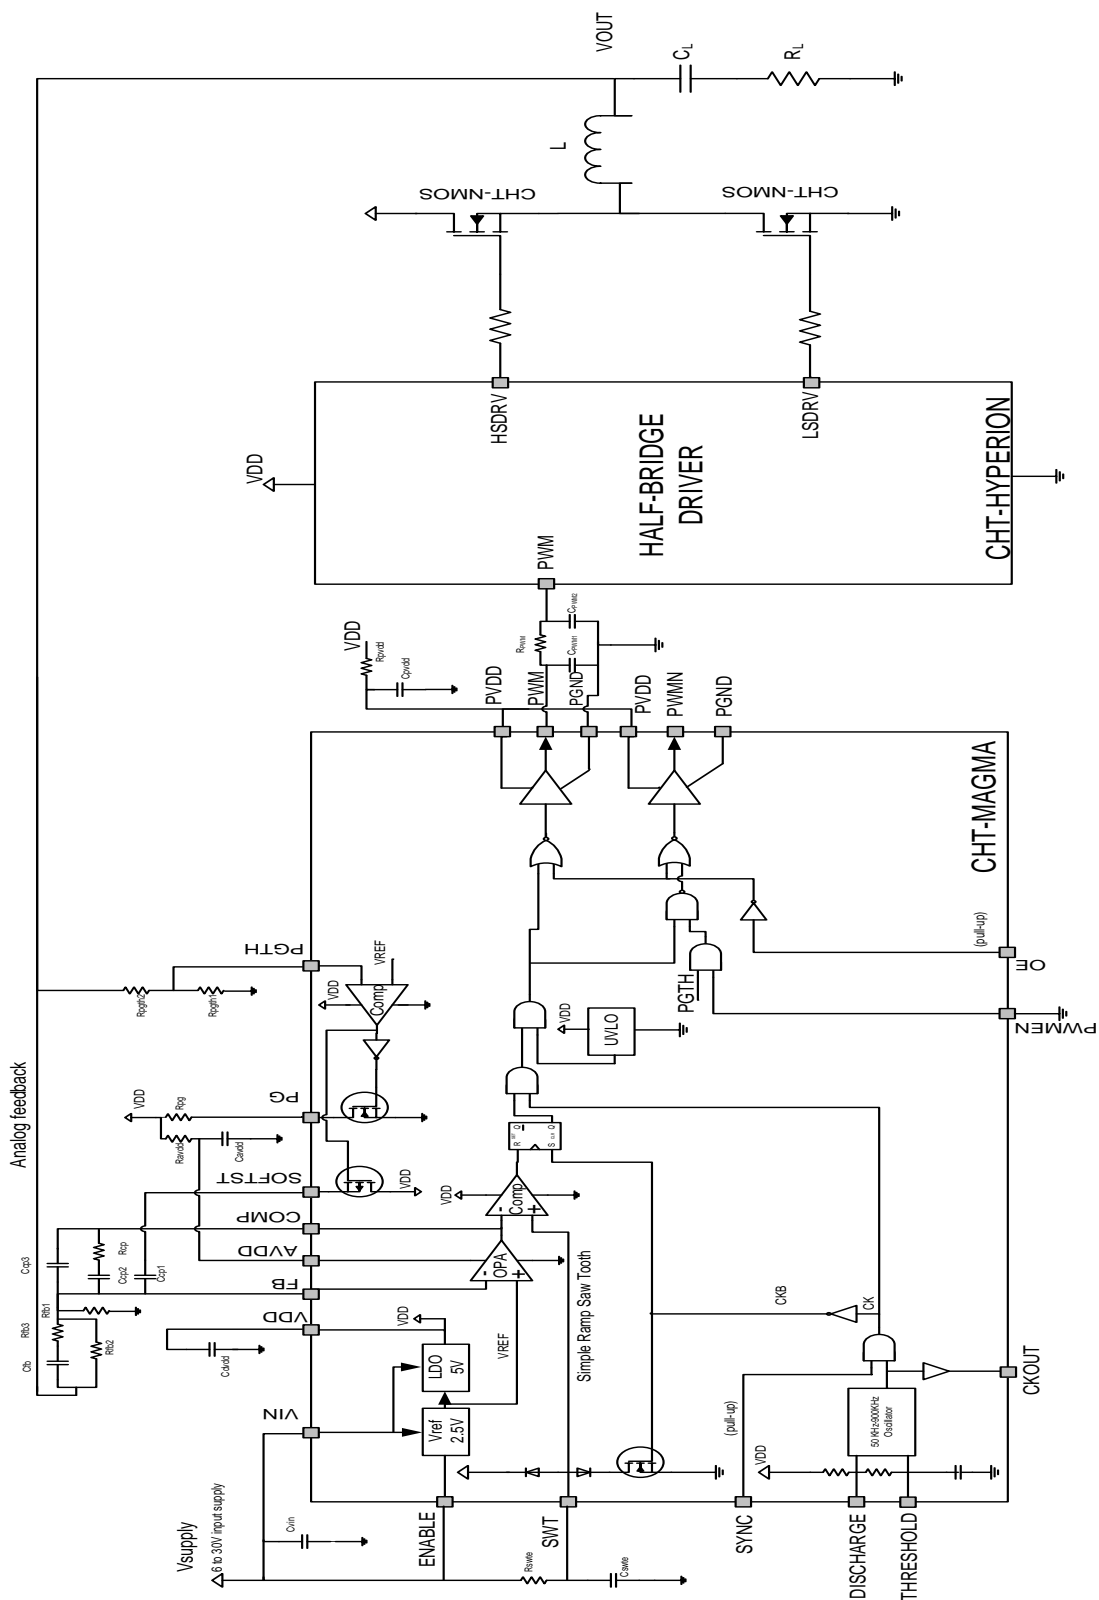 Analog feedback
VOUT
CL
RL
L
CHT-NMOS
CHT-NMOS
HSDRV
LSDRV
VDD
HALF-BRIDGE
DRIVER
CHT-HYPERION
PWM
RPWM
CPWM1
CPWM2
VDD
Rpvdd
Cpvdd
PVDD
PWM
PGND
PVDD
PWMN
PGND
CHT-MAGMA
PGTH
Rpgth2
Rpgth1
VREF
VDD
Comp
PG
VDD
Rpg
Ravdd
Cavdd
SOFTST
VDD
COMP
AVDD
FB
VDD
VIN
Ccp3
Rcp
Ccp2
Ccp1
Rfb1
Rfb3
Cfb
Rfb2
Cdvdd
VDD
Comp
-
+
OPA
-
+
R
SET
Q
S
CLR
Q
VDD
UVLO
PGTH
(pull-up)
OE
PWMEN
VDD
LDO
5V
Vref
2.5V
VREF
Simple Ramp Saw Tooth
CKB
CK
CKOUT
50 KHz-900KHz
Oscillator
VDD
(pull-up)
Vsupply
6 to 30V input supply
Cvin
ENABLE
SWT
Rswte
Cswte
SYNC
DISCHARGE
THRESHOLD